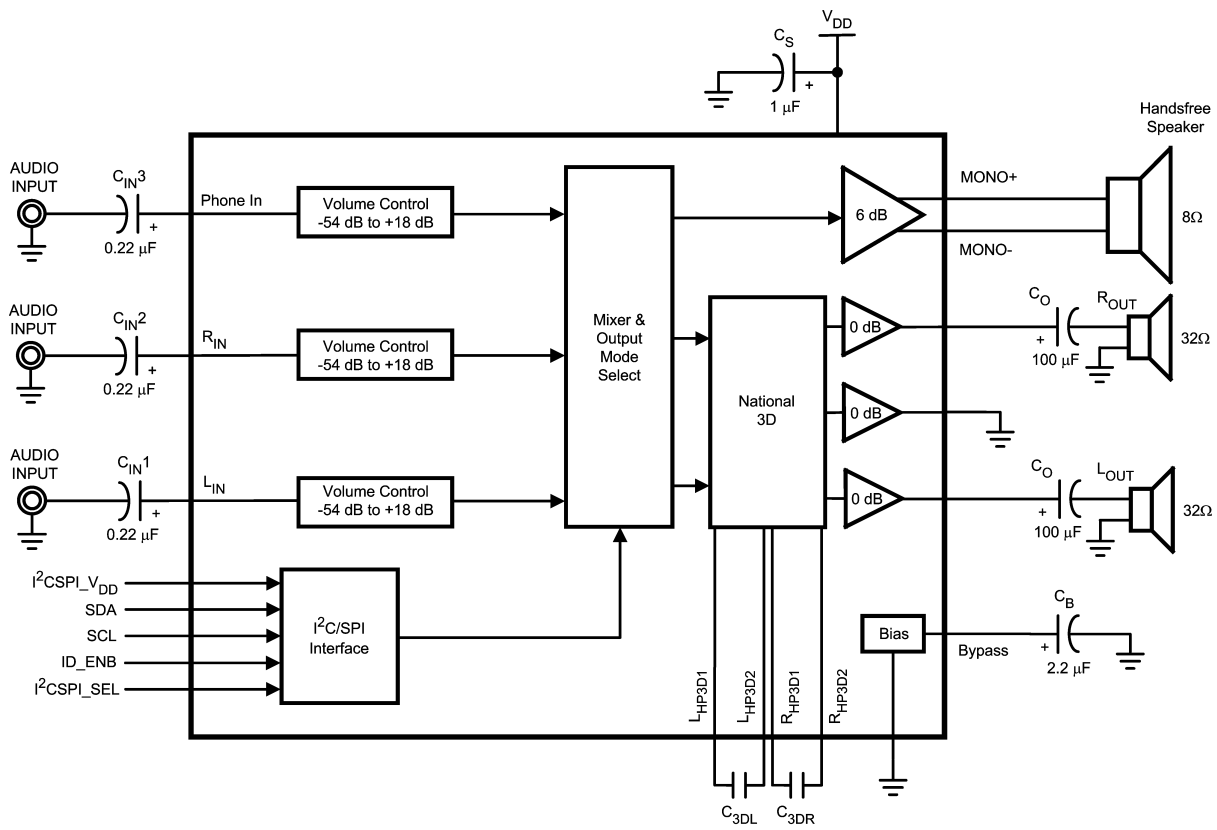 V_DD
C_S
+
1 µF
Handsfree
Speaker
AUDIO
INPUT
C_IN3
+
0.22 µF
Phone In
Volume Control
-54 dB to +18 dB
6 dB
MONO+
MONO-
8Ω
AUDIO
INPUT
C_IN2
+
0.22 µF
R_IN
Volume Control
-54 dB to +18 dB
Mixer &
Output
Mode
Select
0 dB
C_O
+
100 µF
R_OUT
32Ω
National
3D
0 dB
AUDIO
INPUT
C_IN1
+
0.22 µF
L_IN
Volume Control
-54 dB to +18 dB
0 dB
C_O
+
100 µF
L_OUT
32Ω
I²CSPI_V_DD
SDA
SCL
ID_ENB
I²CSPI_SEL
I²C/SPI
Interface
Bias
Bypass
C_B
+
2.2 µF
L_HP3D1
L_HP3D2
R_HP3D1
R_HP3D2
C_3DL
C_3DR